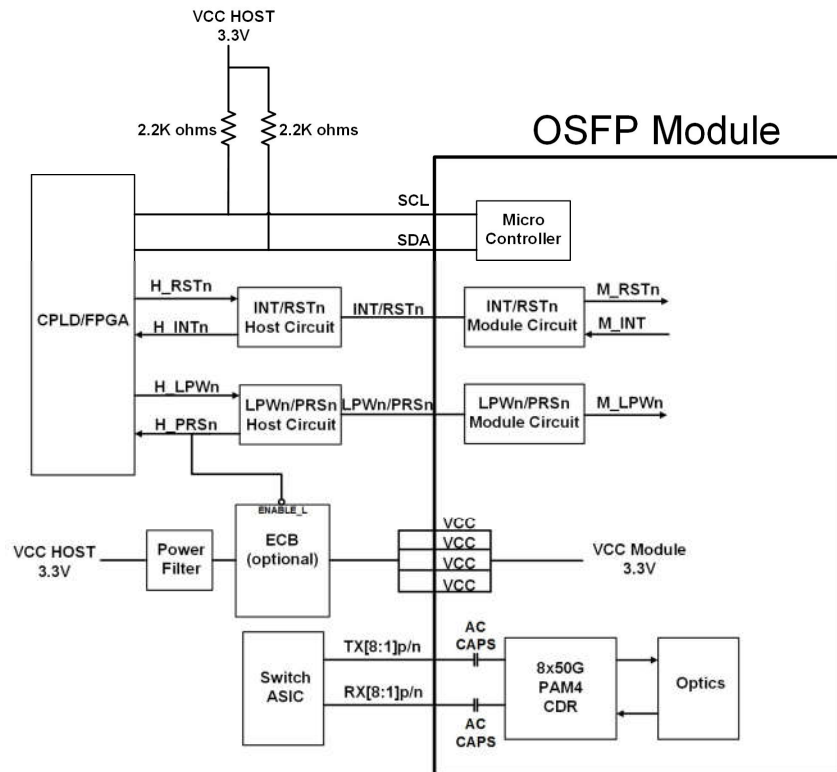 VCC HOST
3.3V
2.2K ohms
2.2K ohms
OSFP Module
SCL
SDA
Micro
Controller
CPLD/FPGA
H_RSTn
H_INTn
INT/RSTn
Host Circuit
INT/RSTn
INT/RSTn
Module Circuit
M_RSTn
M_INT
H_LPWn
H_PRSn
LPWn/PRSn
Host Circuit
LPWn/PRSn
LPWn/PRSn
Module Circuit
M_LPWn
VCC HOST
3.3V
Power
Filter
ENABLE_L
ECB
(optional)
VCC
VCC
VCC
VCC
VCC Module
3.3V
Switch
ASIC
TX[8:1]p/n
RX[8:1]p/n
AC
CAPS
AC
CAPS
8x50G
PAM4
CDR
Optics